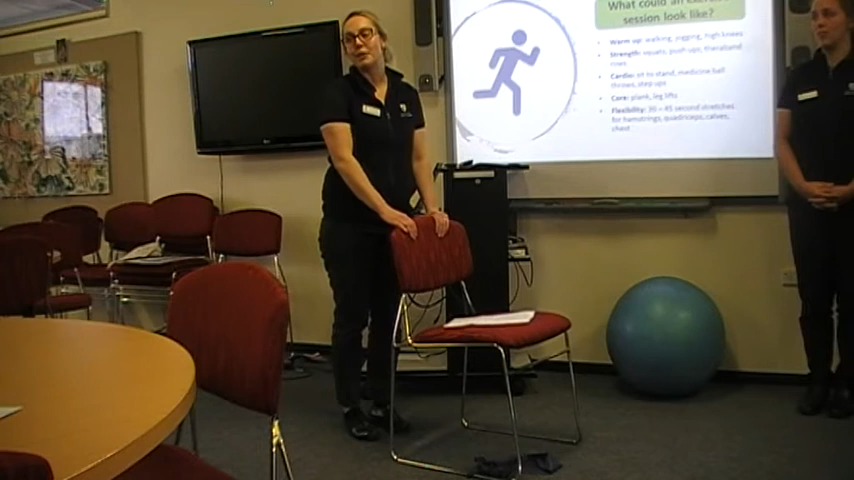 What could an
session look like?
• Warm up: walking, jogging, high knees
• Strength: squats, push ups, theraband
rows
• Cardio: sit to stand, medicine ball
throws, step ups
• Core: plank, leg lifts
• Flexibility: 30 – 45 second stretches
for hamstrings, quadriceps, calves,
chest